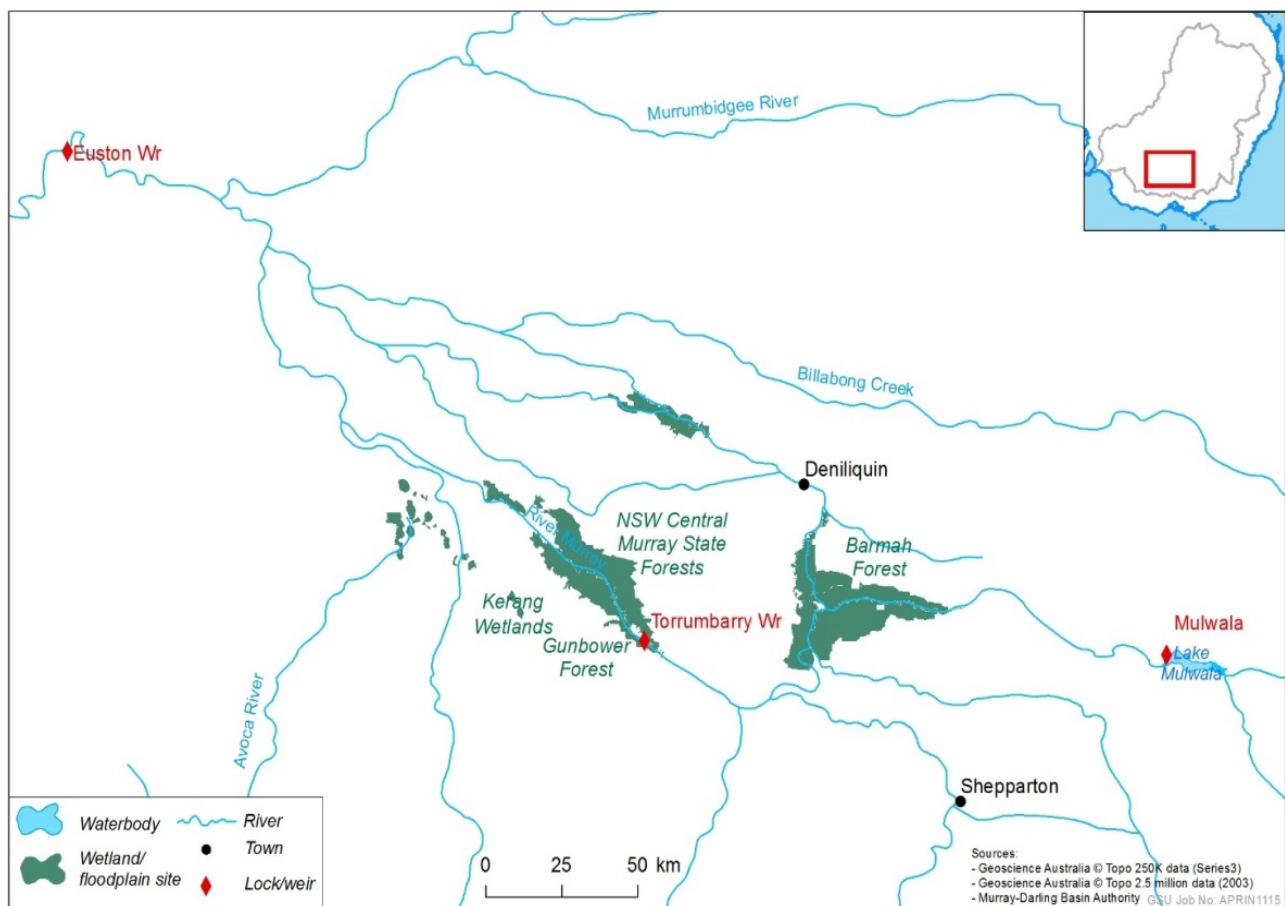 Murrumbidgee River
Euston Wr
Billabong Creek
Deniliquin
River Murray
NSW Central
Murray State
Forests
Barmah
Forest
Kerang
Wetlands
Torrumbarry Wr
Gunbower
Forest
Mulwala
Lake
Mulwala
Avoca River
Shepparton
Waterbody
River
Town
Wetland/
floodplain site
Lock/weir
0 25 50 km
Sources:
- Geoscience Australia © Topo 250K data (Series3)
- Geoscience Australia © Topo 2.5 million data (2003)
- Murray-Darling Basin Authority
GSU Job No: APRIN1115